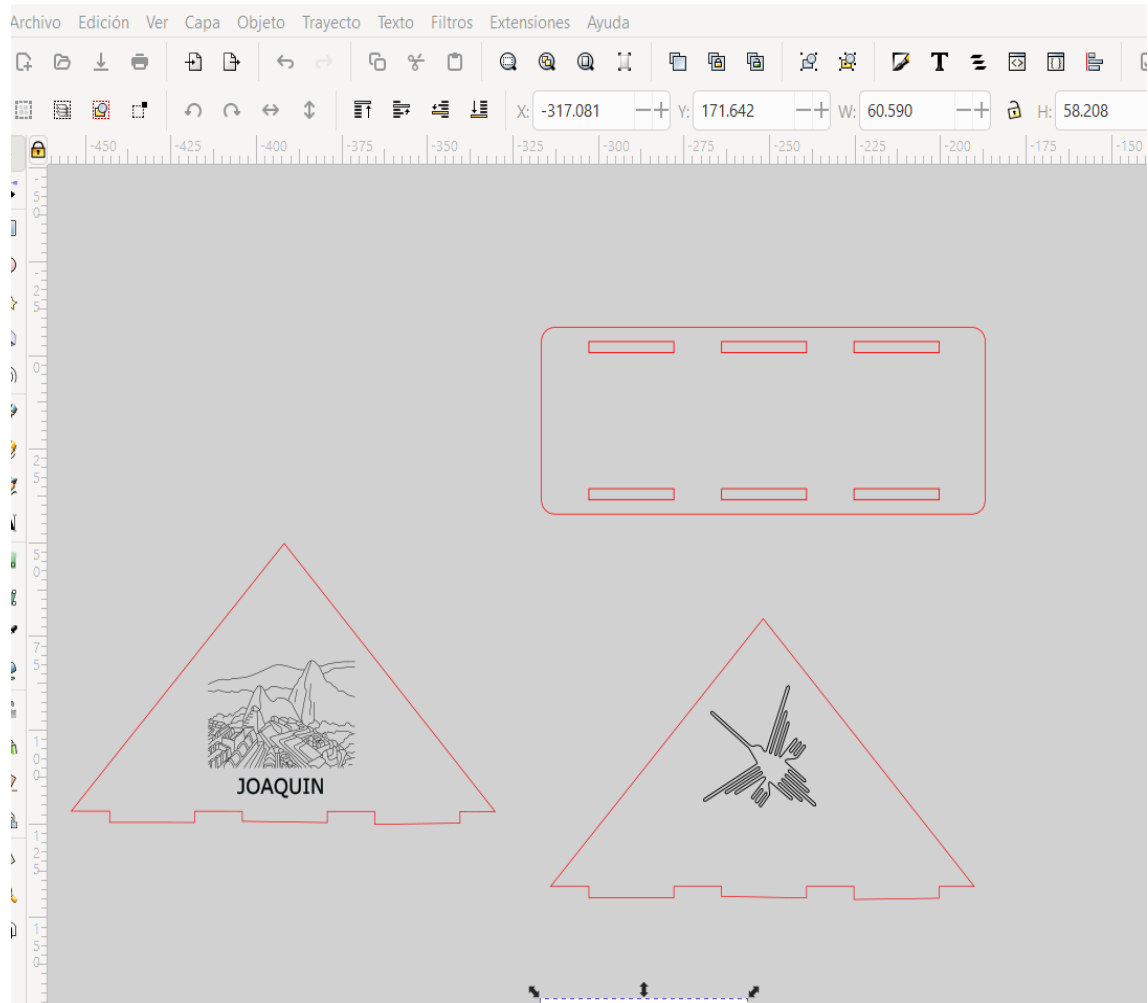 Archivo Edición Ver Capa Objeto Trayecto Texto Filtros Extensiones Ayuda
X: -317.081 Y: 171.642 W: 60.590 H: 58.208
-450 -425 -400 -375 -350 -325 -300 -275 -250 -225 -200 -175 -150
JOAQUIN